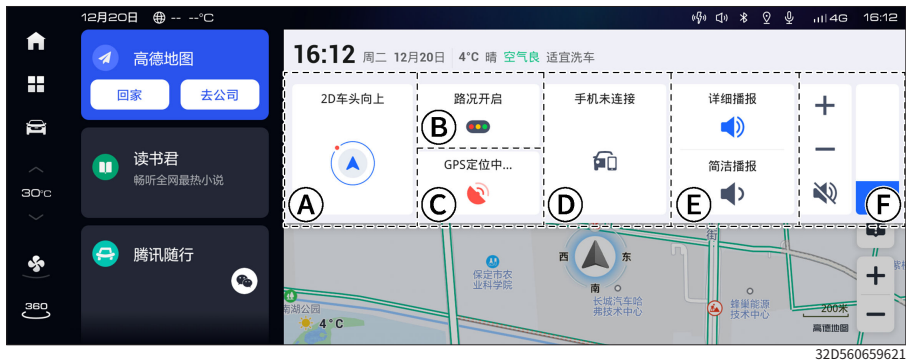 12月20日 -- --°C
4G 16:12
高德地图
回家 去公司
读书君
畅听全网最热小说
腾讯随行
30°C
360
16:12 周二 12月20日 4°C 晴 空气良 适宜洗车
2D车头向上
A
路况开启
B
GPS定位中...
C
手机未连接
D
详细播报
简洁播报
E
+
−
F
街
西 东
南
保定市农
业科学院
长城汽车哈
弗技术中心
蜂巢能源
技术中心
南湖公园
4°C
+
200米
−
高德地图
32D560659621